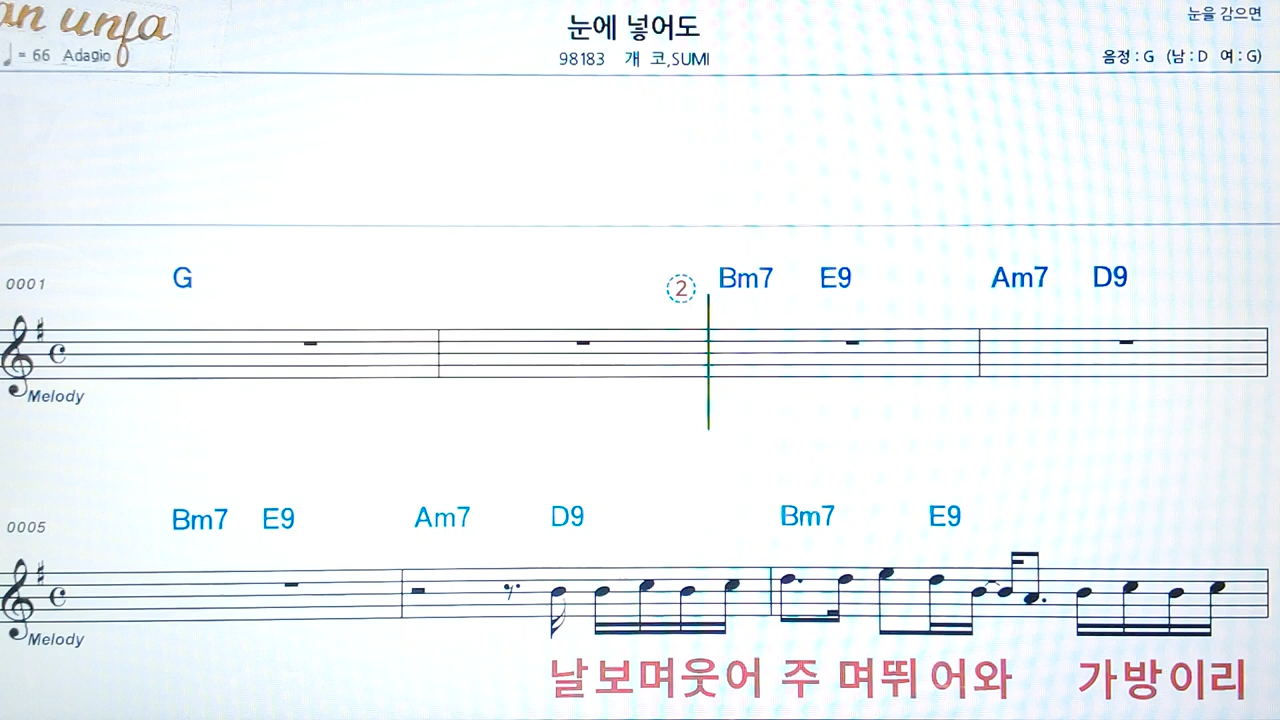 an unfa
눈에 넣어도
눈을 감으면
♩= 66 Adagio
98183 개 코,SUMI
음정 : G (남 : D 여 : G)
G 2 Bm7 E9 Am7 D9
0001
Melody
Bm7 E9 Am7 D9 Bm7 E9
0005
Melody
날보며웃어 주 며뛰 어와 가방이리